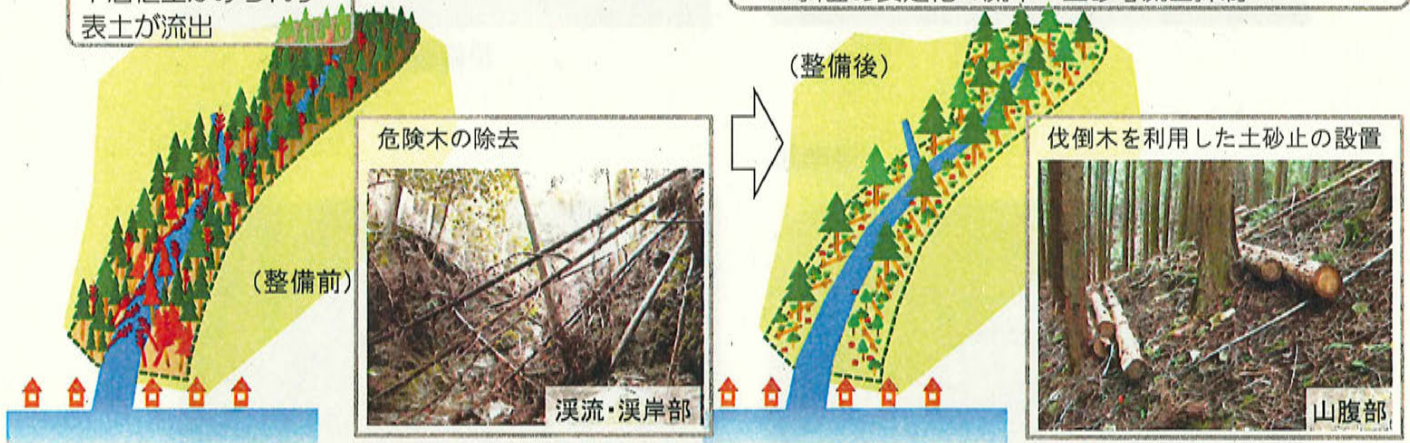 表土が流出
(整備後)
危険木の除去
伐倒木を利用した土砂止の設置
(整備前)
渓流・渓岸部
山腹部